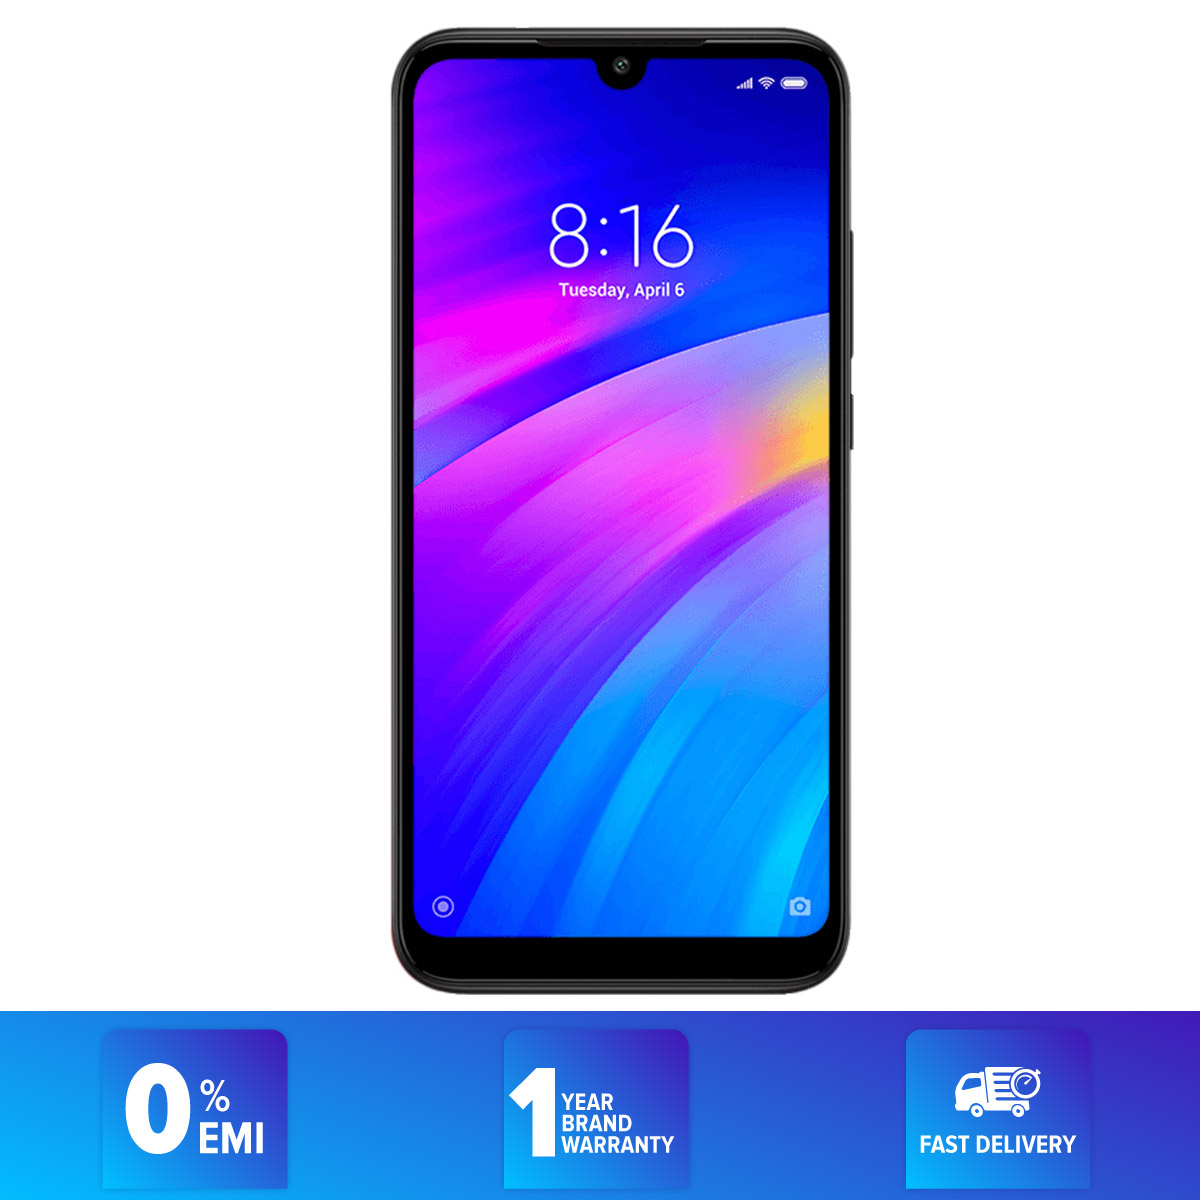 8:16
Tuesday, April 6
0%
EMI
1 YEAR
BRAND
WARRANTY
FAST DELIVERY